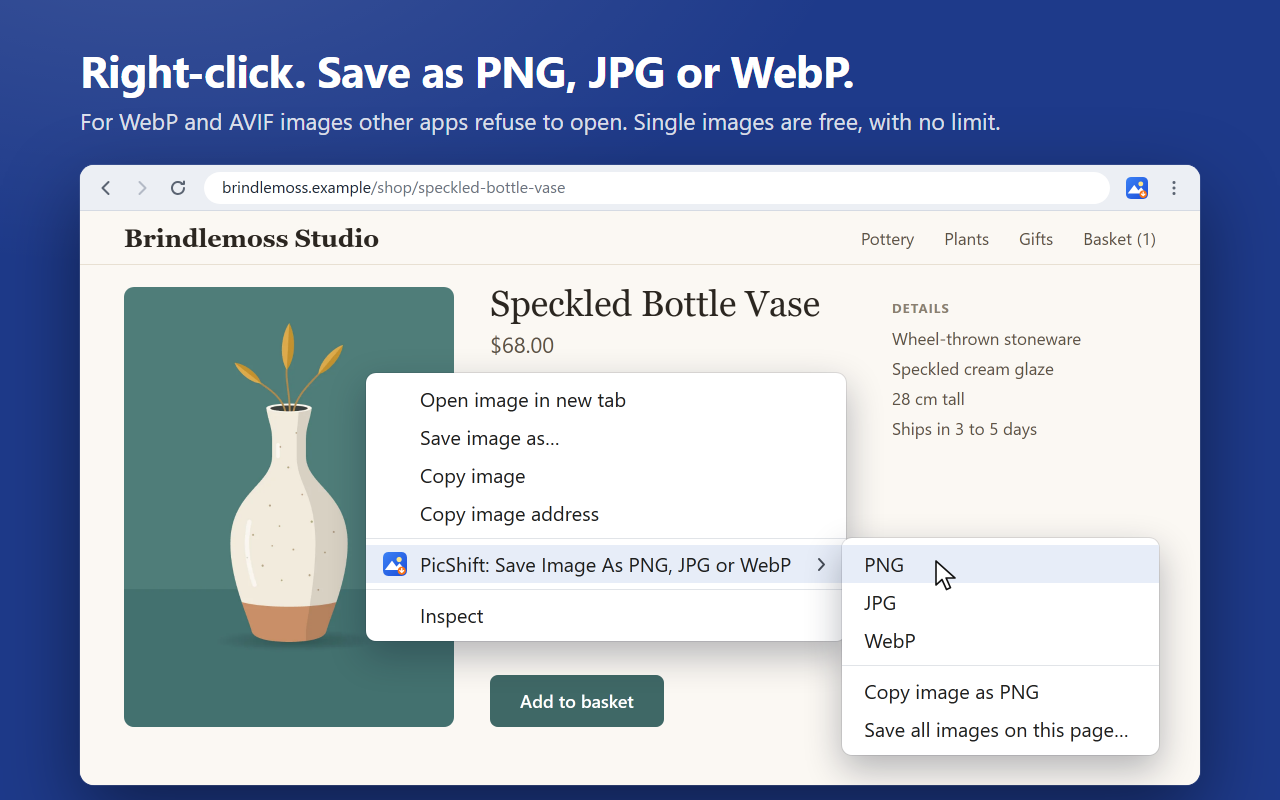 Right-click. Save as PNG, JPG or WebP.
For WebP and AVIF images other apps refuse to open. Single images are free, with no limit.
brindlemoss.example/shop/speckled-bottle-vase
Brindlemoss Studio
Pottery
Plants
Gifts
Basket (1)
Speckled Bottle Vase
$68.00
DETAILS
Wheel-thrown stoneware
Speckled cream glaze
28 cm tall
Ships in 3 to 5 days
Open image in new tab
Save image as...
Copy image
Copy image address
PicShift: Save Image As PNG, JPG or WebP
Inspect
PNG
JPG
WebP
Copy image as PNG
Save all images on this page...
Add to basket